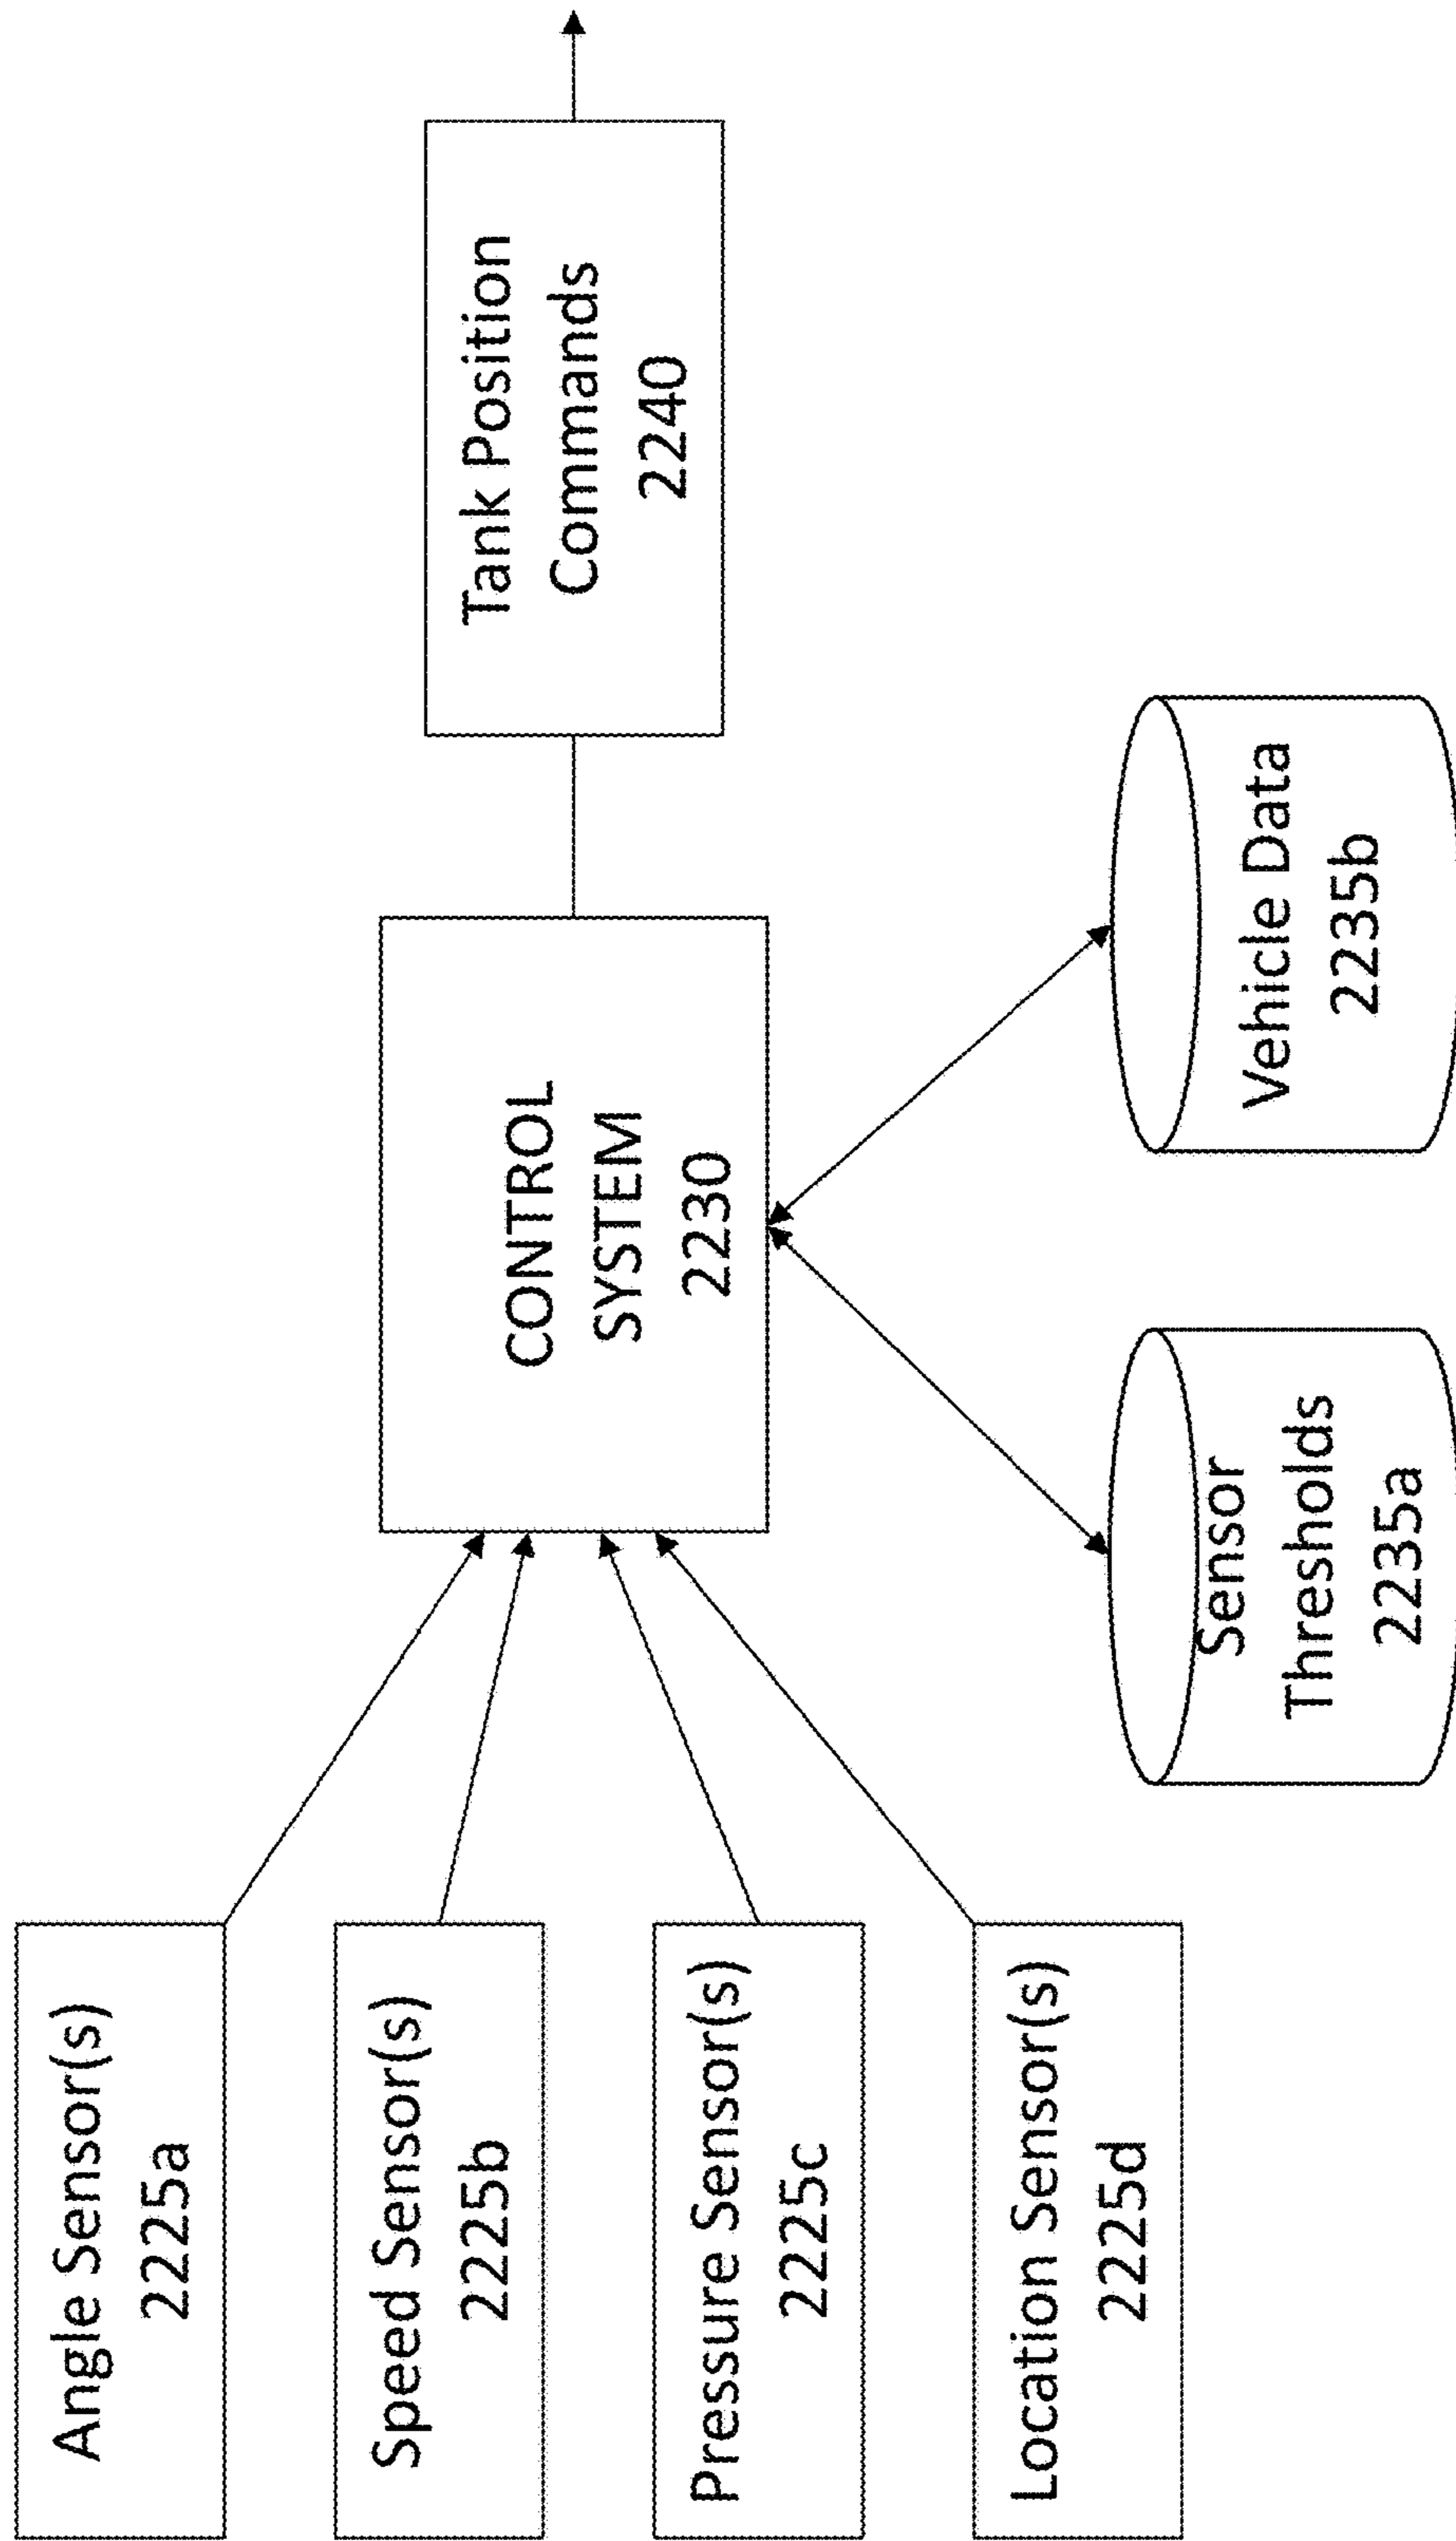 Angle Sensor(s)
2225a
Speed Sensor(s)
2225b
Pressure Sensor(s)
2225c
Location Sensor(s)
2225d
CONTROL
SYSTEM
2230
Tank Position
Commands
2240
Sensor
Thresholds
2235a
Vehicle Data
2235b